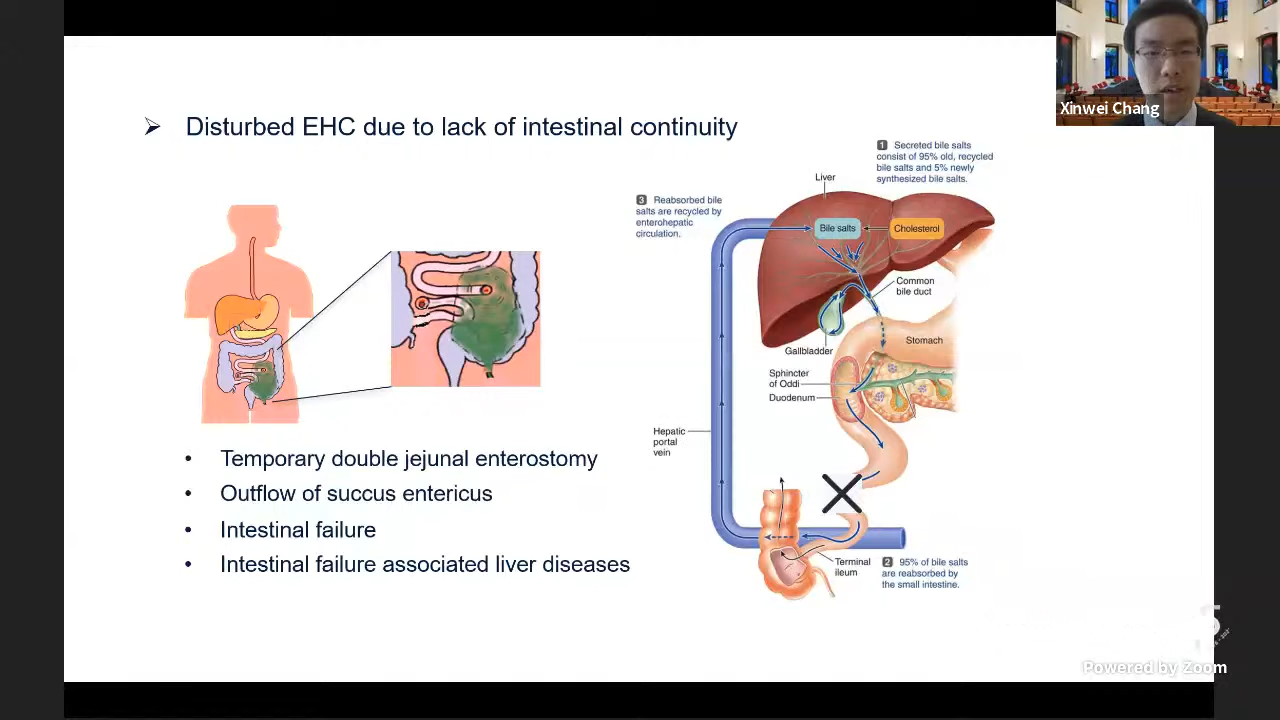 Xinwei Chang
➢ Disturbed EHC due to lack of intestinal continuity
1 Secreted bile salts
consist of 95% old, recycled
bile salts and 5% newly
synthesized bile salts.
Liver
3 Reabsorbed bile
salts are recycled by
enterohepatic
circulation.
Bile salts
Cholesterol
Common
bile duct
Stomach
Gallbladder
Sphincter
of Oddi
Duodenum
Hepatic
portal
vein
• Temporary double jejunal enterostomy
• Outflow of succus entericus
• Intestinal failure
• Intestinal failure associated liver diseases
Terminal
ileum
2 95% of bile salts
are reabsorbed by
the small intestine.
Powered by Zoom